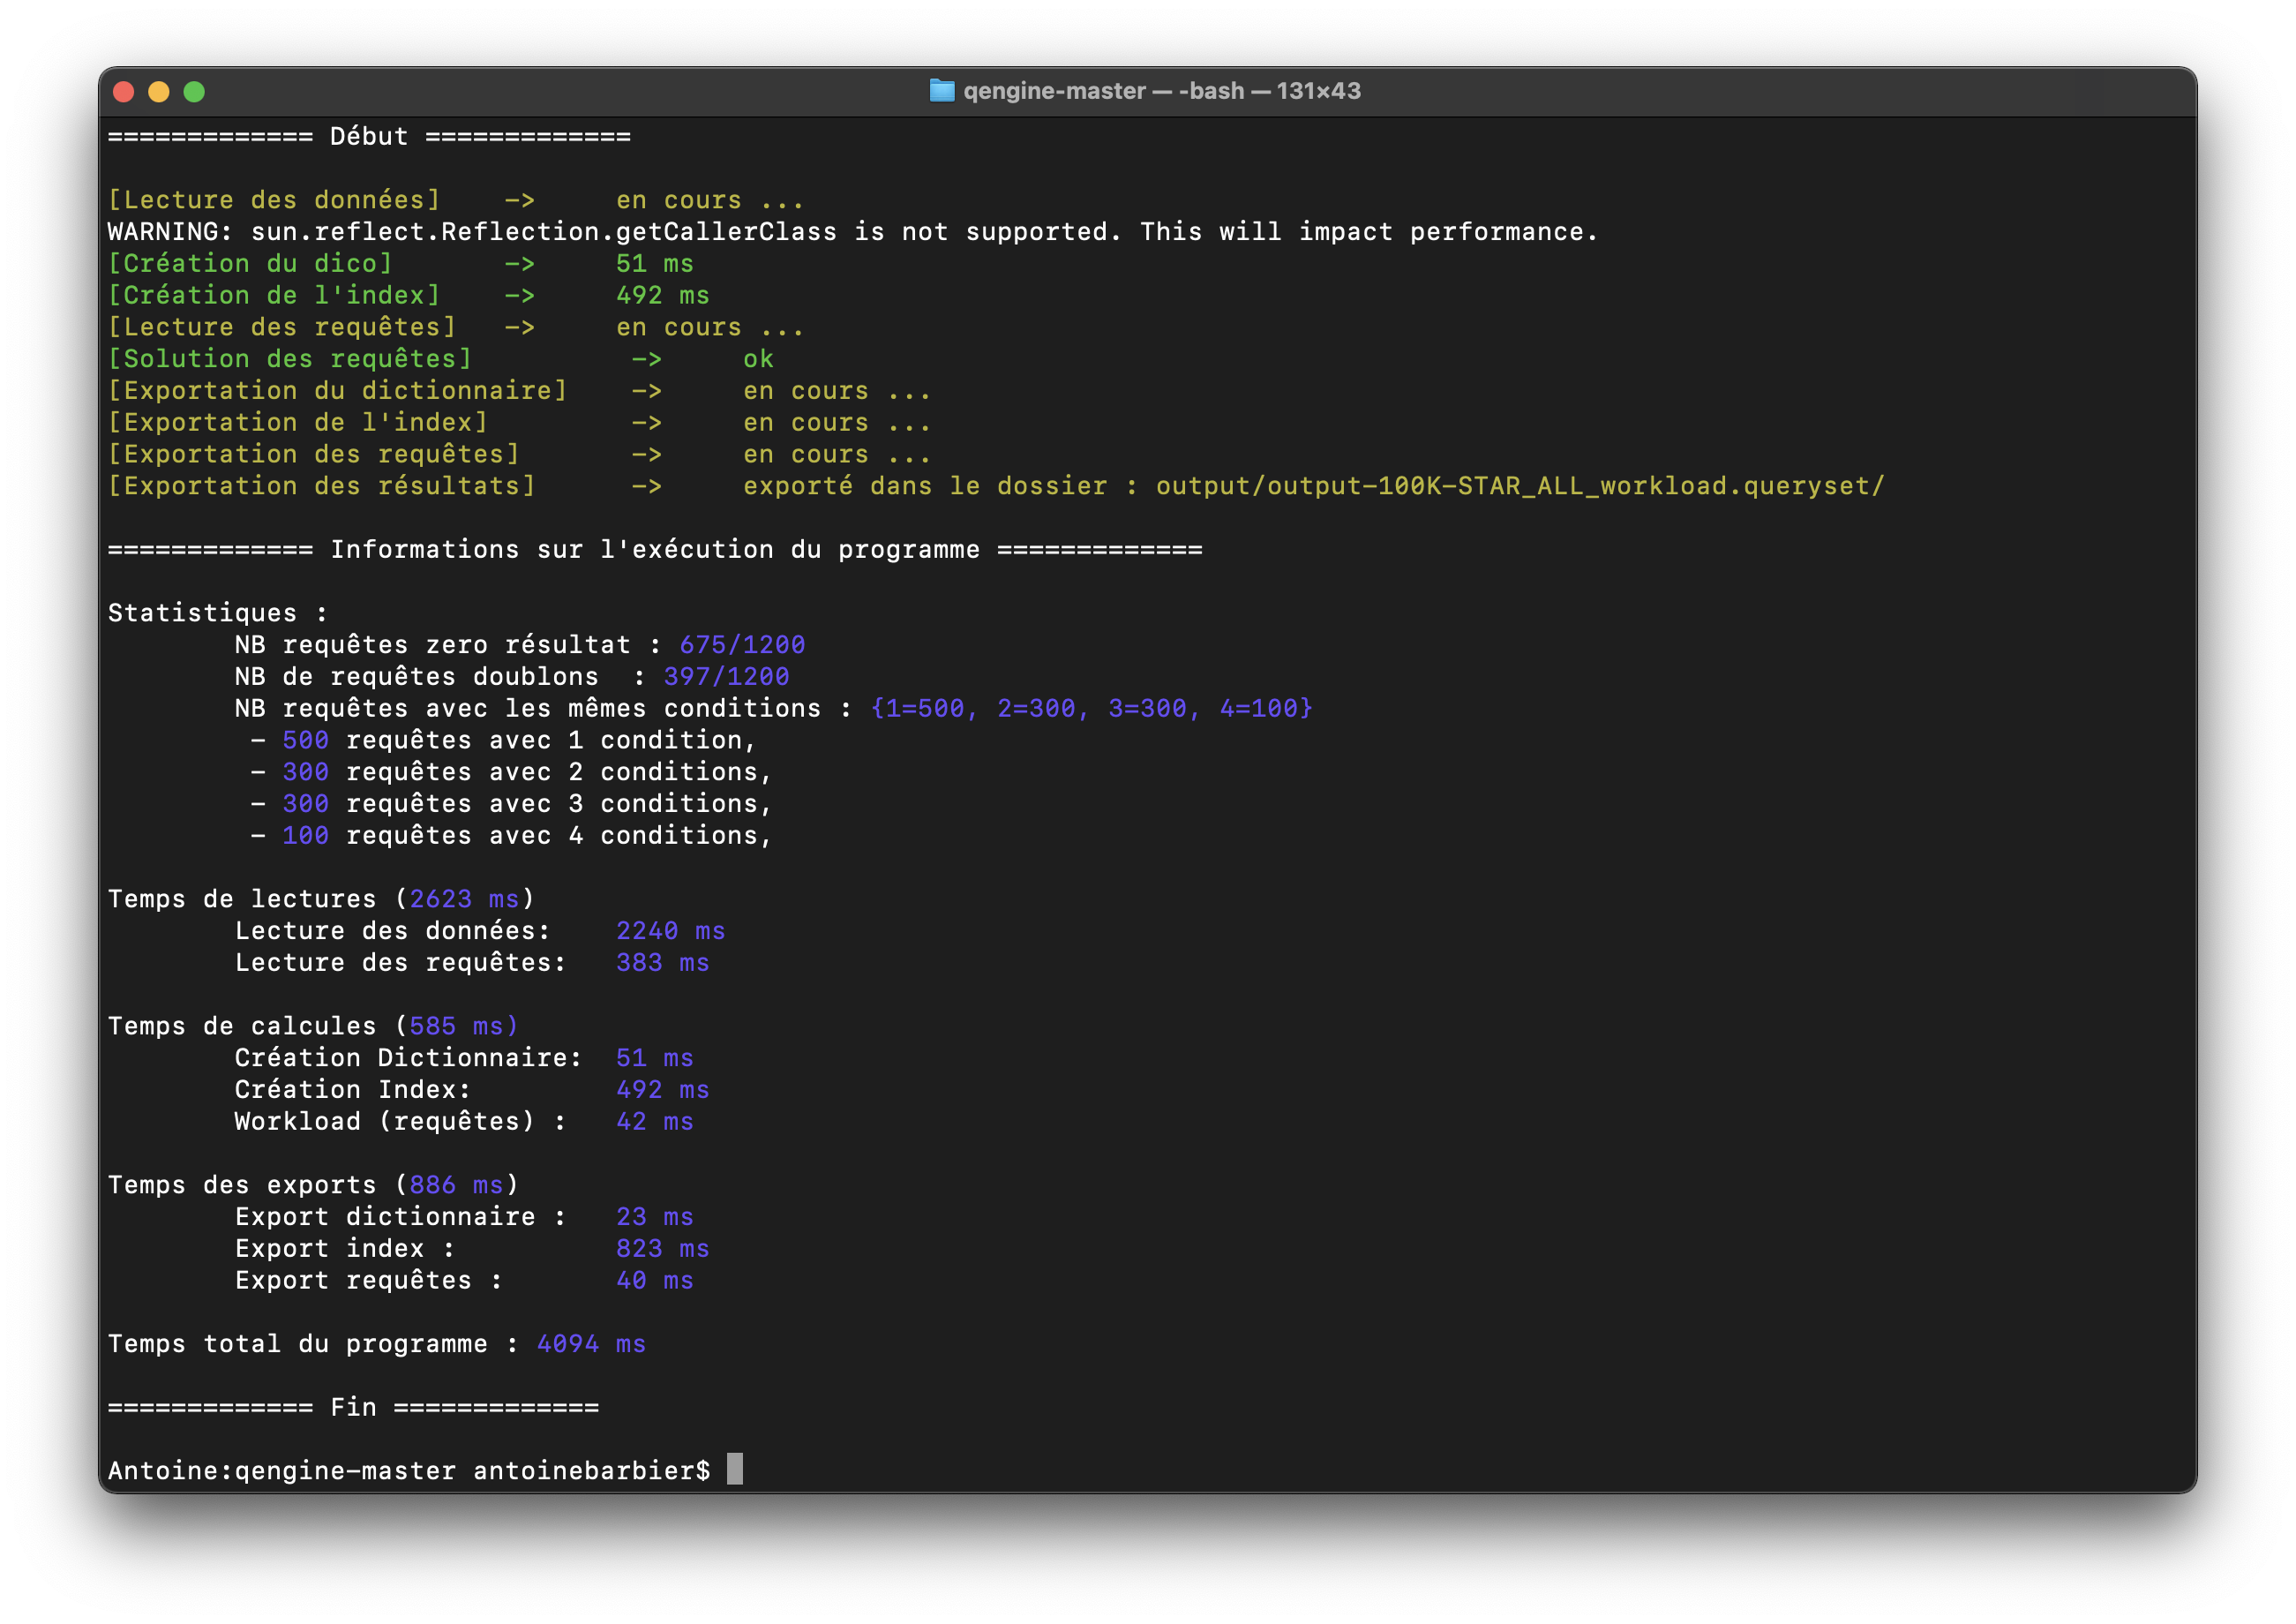 qengine-master — -bash — 131×43
============= Début =============
[Lecture des données]    ->     en cours ...
WARNING: sun.reflect.Reflection.getCallerClass is not supported. This will impact performance.
[Création du dico]       ->     51 ms
[Création de l'index]    ->     492 ms
[Lecture des requêtes]   ->     en cours ...
[Solution des requêtes]          ->     ok
[Exportation du dictionnaire]    ->     en cours ...
[Exportation de l'index]         ->     en cours ...
[Exportation des requêtes]       ->     en cours ...
[Exportation des résultats]      ->     exporté dans le dossier : output/output-100K-STAR_ALL_workload.queryset/
============= Informations sur l'exécution du programme =============
Statistiques :
        NB requêtes zero résultat : 675/1200
        NB de requêtes doublons  : 397/1200
        NB requêtes avec les mêmes conditions : {1=500, 2=300, 3=300, 4=100}
         - 500 requêtes avec 1 condition,
         - 300 requêtes avec 2 conditions,
         - 300 requêtes avec 3 conditions,
         - 100 requêtes avec 4 conditions,
Temps de lectures (2623 ms)
        Lecture des données:    2240 ms
        Lecture des requêtes:   383 ms
Temps de calcules (585 ms)
        Création Dictionnaire:  51 ms
        Création Index:         492 ms
        Workload (requêtes) :   42 ms
Temps des exports (886 ms)
        Export dictionnaire :   23 ms
        Export index :          823 ms
        Export requêtes :       40 ms
Temps total du programme : 4094 ms
============= Fin =============
Antoine:qengine-master antoinebarbier$